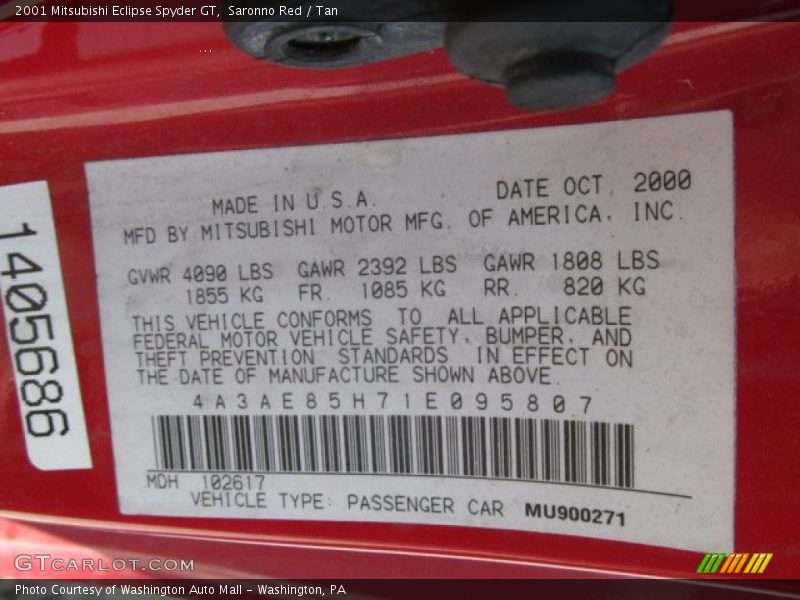 2001 Mitsubishi Eclipse Spyder GT, Saronno Red / Tan
MADE IN U.S.A. DATE OCT. 2000
MFD BY MITSUBISHI MOTOR MFG. OF AMERICA, INC.
GVWR 4090 LBS GAWR 2392 LBS GAWR 1808 LBS
1855 KG FR. 1085 KG RR. 820 KG
THIS VEHICLE CONFORMS TO ALL APPLICABLE
FEDERAL MOTOR VEHICLE SAFETY, BUMPER, AND
THEFT PREVENTION STANDARDS IN EFFECT ON
THE DATE OF MANUFACTURE SHOWN ABOVE.
4A3AE85H71E095807
MDH 102617
VEHICLE TYPE: PASSENGER CAR MU900271
1405686
GTCARLOT.COM
Photo Courtesy of Washington Auto Mall - Washington, PA